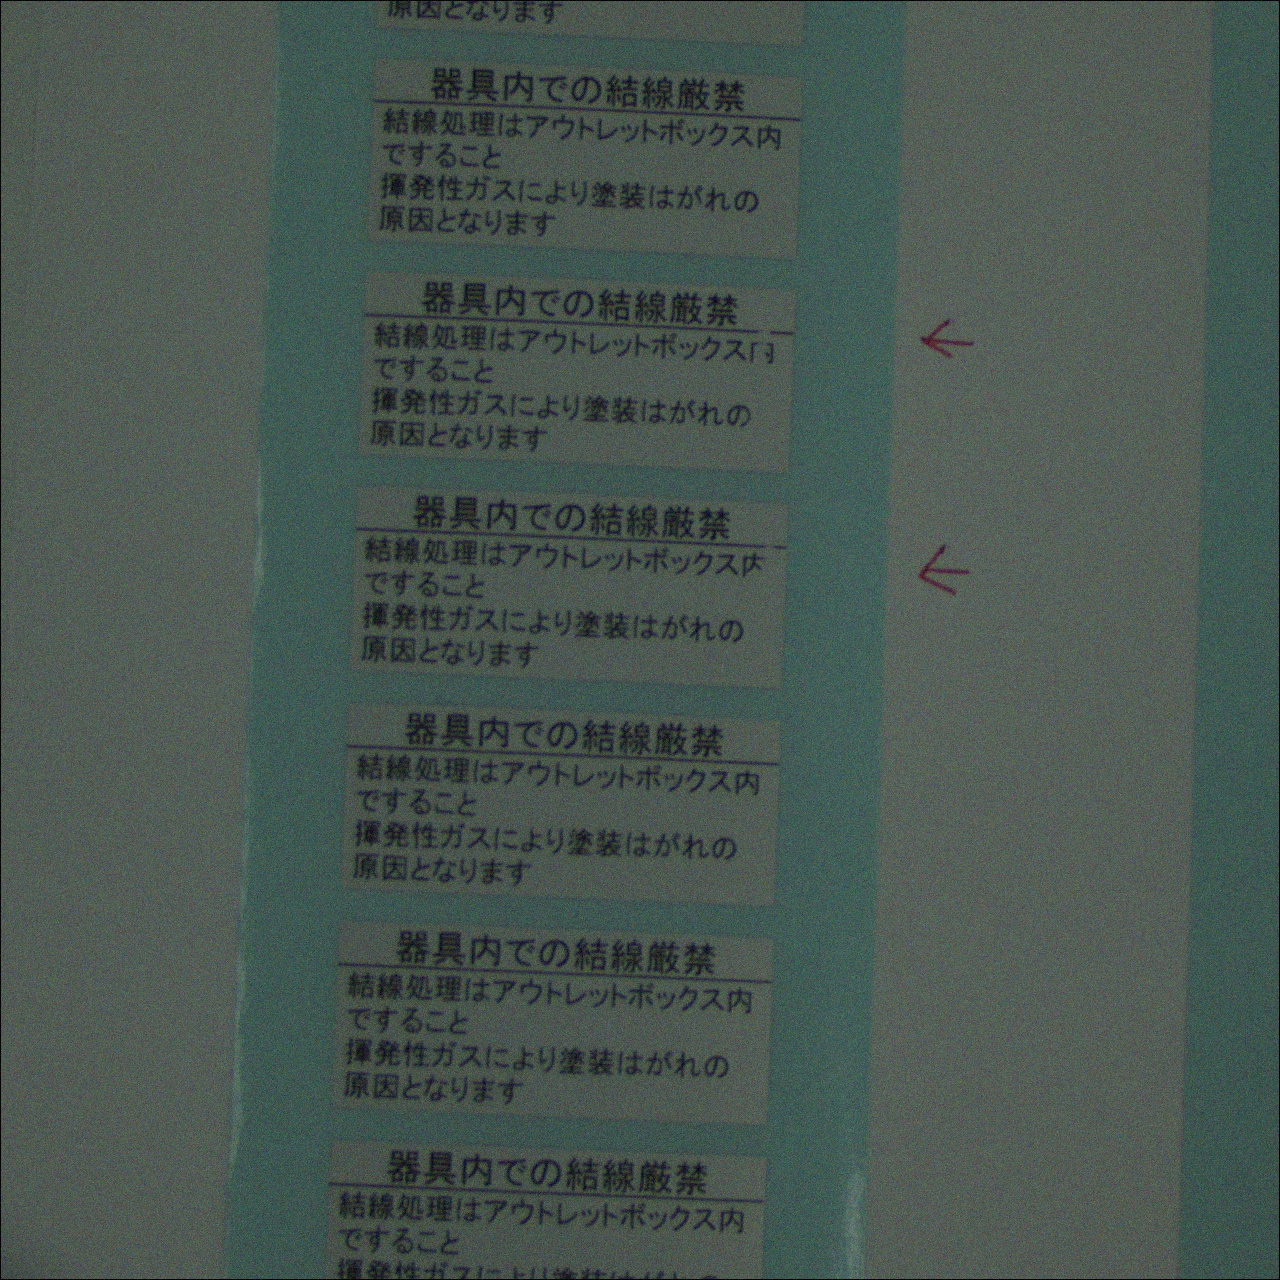 原因となります
器具内での結線厳禁
結線処理はアウトレットボックス内
ですること
揮発性ガスにより塗装はがれの
原因となります
器具内での結線厳禁
結線処理はアウトレットボックス内
ですること
揮発性ガスにより塗装はがれの
原因となります
器具内での結線厳禁
結線処理はアウトレットボックス内
ですること
揮発性ガスにより塗装はがれの
原因となります
器具内での結線厳禁
結線処理はアウトレットボックス内
ですること
揮発性ガスにより塗装はがれの
原因となります
器具内での結線厳禁
結線処理はアウトレットボックス内
ですること
揮発性ガスにより塗装はがれの
原因となります
器具内での結線厳禁
結線処理はアウトレットボックス内
ですること
揮発性ガスにより塗装はがれの